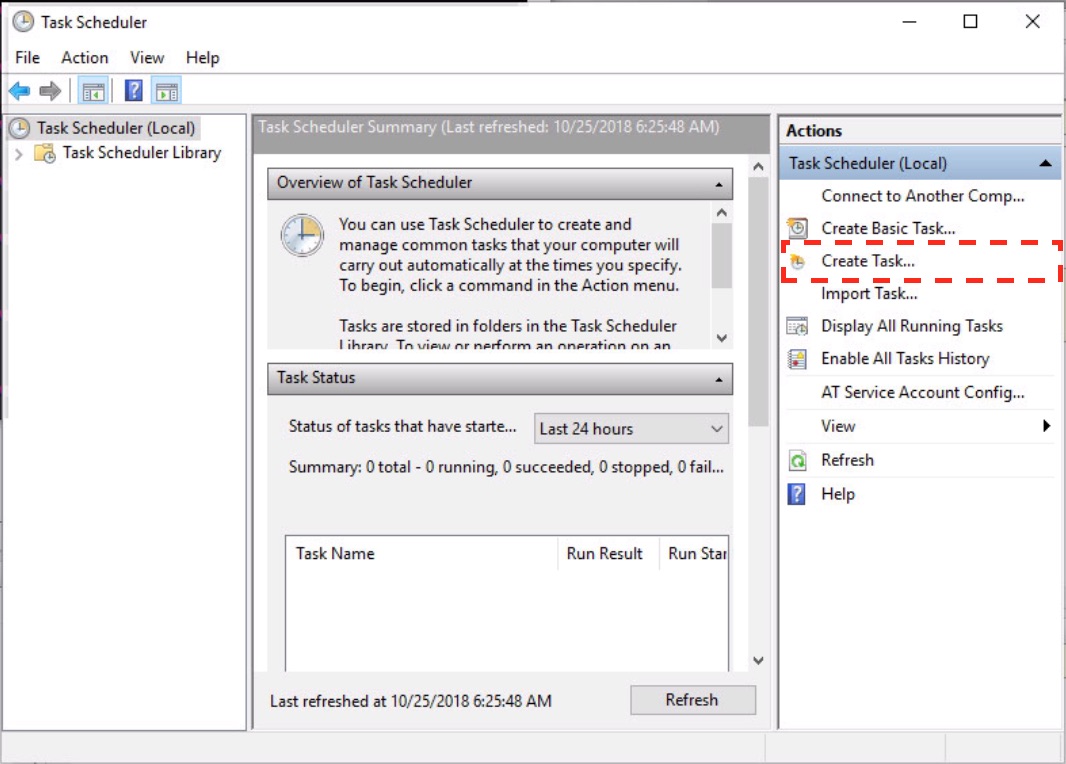 Task Scheduler
File Action View Help
Task Scheduler (Local)
Task Scheduler Library
Task Scheduler Summary (Last refreshed: 10/25/2018 6:25:48 AM)
Overview of Task Scheduler
You can use Task Scheduler to create and
manage common tasks that your computer will
carry out automatically at the times you specify.
To begin, click a command in the Action menu.
Tasks are stored in folders in the Task Scheduler
Library. To view or perform an operation on an
Task Status
Status of tasks that have starte... Last 24 hours
Summary: 0 total - 0 running, 0 succeeded, 0 stopped, 0 fail...
Task Name Run Result Run Star
Last refreshed at 10/25/2018 6:25:48 AM Refresh
Actions
Task Scheduler (Local)
Connect to Another Comp...
Create Basic Task...
Create Task...
Import Task...
Display All Running Tasks
Enable All Tasks History
AT Service Account Config...
View
Refresh
Help